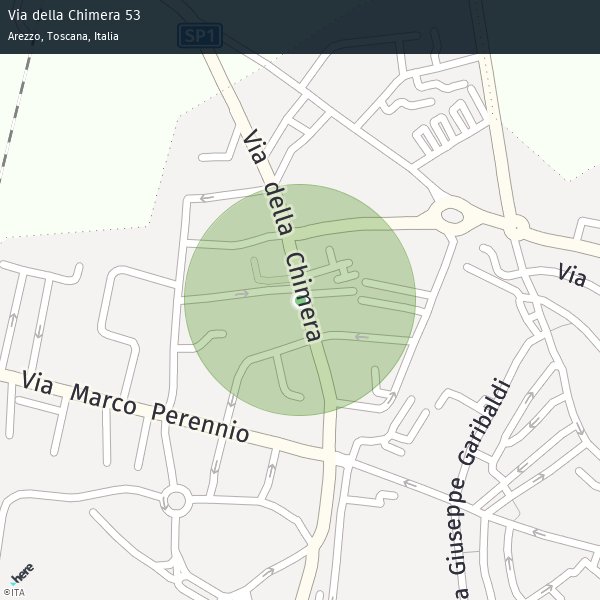 Via della Chimera 53
Arezzo, Toscana, Italia
SP1
Via della Chimera
Via
Via Marco Perennio
a Giuseppe Garibaldi
here
©ITA